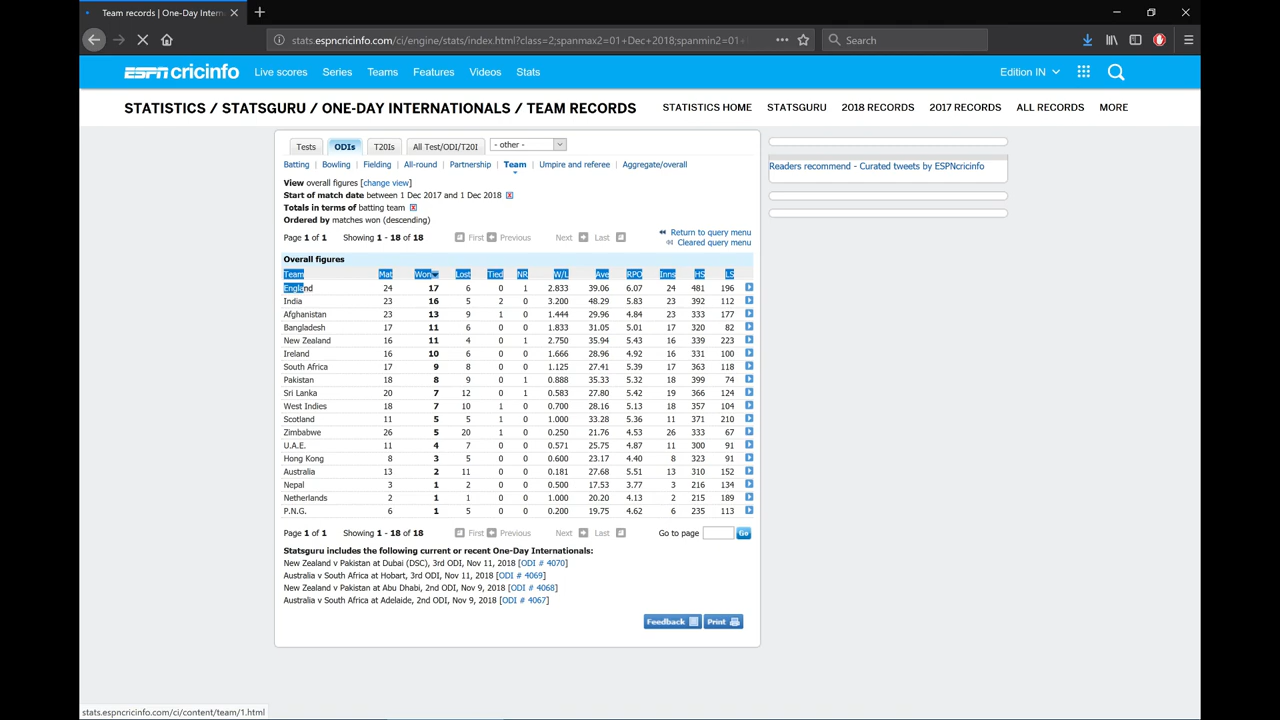 Team records | One-Day Intern
stats.espncricinfo.com/ci/engine/stats/index.html?class=2;spanmax2=01+Dec+2018;spanmin2=01+
Search
ESPN cricinfo Live scores Series Teams Features Videos Stats Edition IN
STATISTICS / STATSGURU / ONE-DAY INTERNATIONALS / TEAM RECORDS STATISTICS HOME STATSGURU 2018 RECORDS 2017 RECORDS ALL RECORDS MORE
Tests ODIs T20Is All Test/ODI/T20I - other -
Batting | Bowling | Fielding | All-round | Partnership | Team | Umpire and referee | Aggregate/overall
Readers recommend - Curated tweets by ESPNcricinfo
View overall figures [change view]
Start of match date between 1 Dec 2017 and 1 Dec 2018
Totals in terms of batting team
Ordered by matches won (descending)
Page 1 of 1 Showing 1 - 18 of 18 First Previous Next Last Return to query menu
Cleared query menu
Overall figures
Team Mat Won Lost Tied NR W/L Ave RPO Inns HS LS
England 24 17 6 0 1 2.833 39.06 6.07 24 481 196
India 23 16 5 2 0 3.200 48.29 5.83 23 392 112
Afghanistan 23 13 9 1 0 1.444 29.96 4.84 23 333 177
Bangladesh 17 11 6 0 0 1.833 31.05 5.01 17 320 82
New Zealand 16 11 4 0 1 2.750 35.94 5.43 16 339 223
Ireland 16 10 6 0 0 1.666 28.96 4.92 16 331 100
South Africa 17 9 8 0 0 1.125 27.41 5.39 17 363 118
Pakistan 18 8 9 0 1 0.888 35.33 5.32 18 399 74
Sri Lanka 20 7 12 0 1 0.583 27.80 5.42 19 366 124
West Indies 18 7 10 1 0 0.700 28.16 5.13 18 357 104
Scotland 11 5 5 1 0 1.000 33.28 5.36 11 371 210
Zimbabwe 26 5 20 1 0 0.250 21.76 4.53 26 333 67
U.A.E. 11 4 7 0 0 0.571 25.75 4.87 11 300 91
Hong Kong 8 3 5 0 0 0.600 23.17 4.40 8 323 91
Australia 13 2 11 0 0 0.181 27.68 5.51 13 310 152
Nepal 3 1 2 0 0 0.500 17.53 3.77 3 216 134
Netherlands 2 1 1 0 0 1.000 20.20 4.13 2 215 189
P.N.G. 6 1 5 0 0 0.200 19.75 4.62 6 235 113
Page 1 of 1 Showing 1 - 18 of 18 First Previous Next Last Go to page Go
Statsguru includes the following current or recent One-Day Internationals:
New Zealand v Pakistan at Dubai (DSC), 3rd ODI, Nov 11, 2018 [ODI # 4070]
Australia v South Africa at Hobart, 3rd ODI, Nov 11, 2018 [ODI # 4069]
New Zealand v Pakistan at Abu Dhabi, 2nd ODI, Nov 9, 2018 [ODI # 4068]
Australia v South Africa at Adelaide, 2nd ODI, Nov 9, 2018 [ODI # 4067]
Feedback Print
stats.espncricinfo.com/ci/content/team/1.html